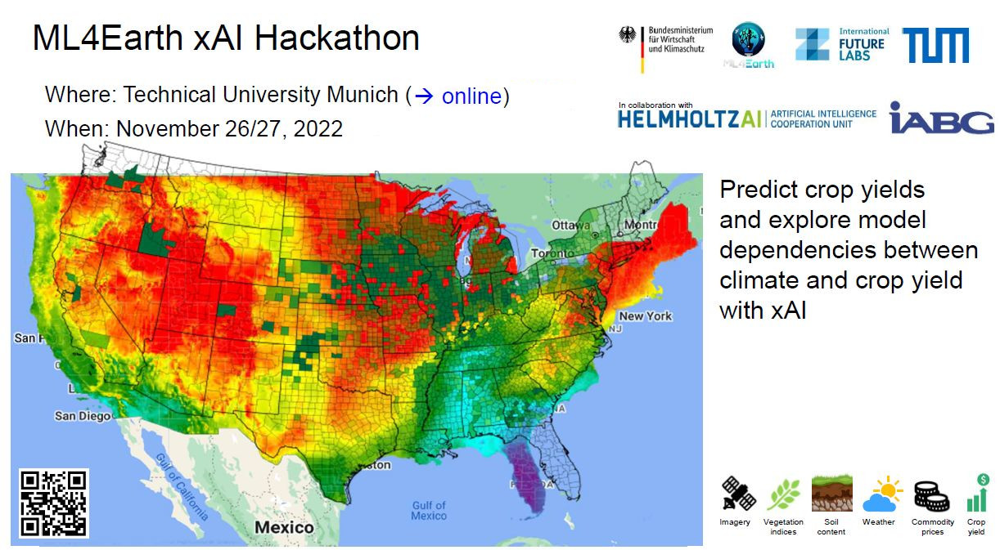 ML4Earth xAI Hackathon
Where: Technical University Munich (→ online)
When: November 26/27, 2022
Bundesministerium
für Wirtschaft
und Klimaschutz
ML4Earth
International
FUTURE
LABS
TUM
In collaboration with
HELMHOLTZAI
ARTIFICIAL INTELLIGENCE
COOPERATION UNIT
iABG
Predict crop yields
and explore model
dependencies between
climate and crop yield
with xAI
Ottawa
Montr
Toronto
New York
NJ
San F
L
San Diego
ston
Gulf of California
Gulf of
Mexico
Mexico
Imagery
Vegetation
indices
Soil
content
Weather
Commodity
prices
$
Crop
yield